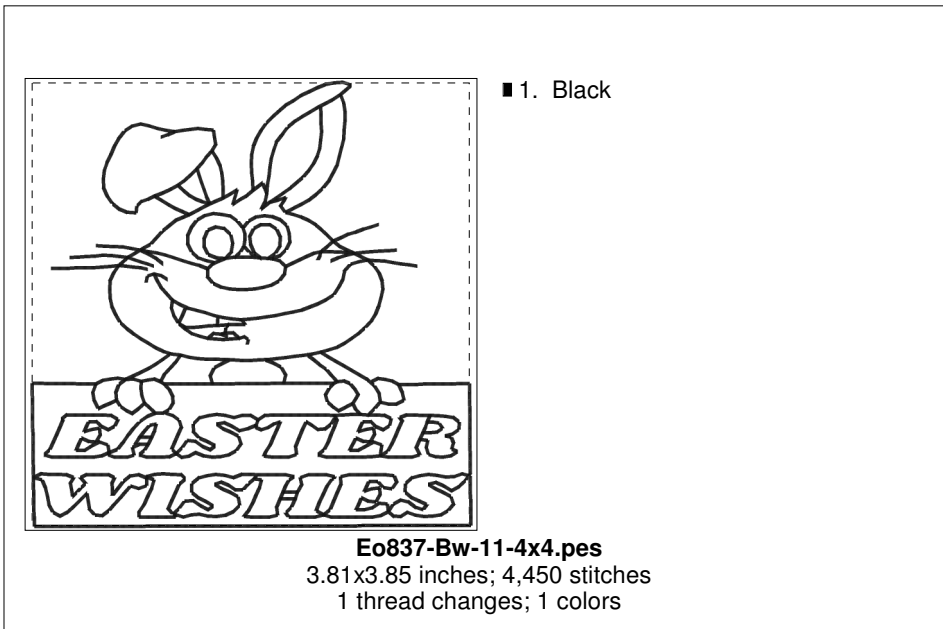 1. Black
EASTER
WISHES
Eo837-Bw-11-4x4.pes
3.81x3.85 inches; 4,450 stitches
1 thread changes; 1 colors